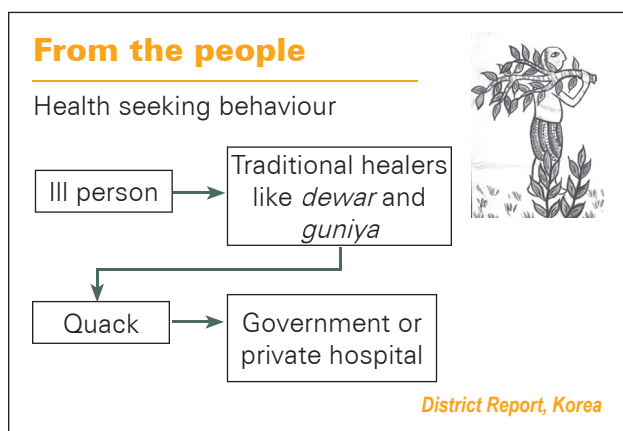 From the people
Health seeking behaviour
Ill person
Traditional healers
like dewar and
guniya
Quack
Government or
private hospital
District Report, Korea